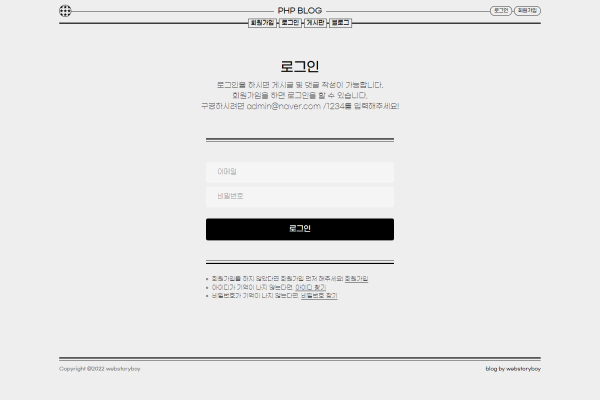 PHP BLOG
로그인 회원가입
회원가입 로그인 게시판 블로그
로그인
로그인을 하시면 게시글 및 댓글 작성이 가능합니다.
회원가입을 하면 로그인을 할 수 있습니다.
구경하시려면 admin@naver.com /1234를 입력해주세요!
이메일
비밀번호
로그인
회원가입을 하지 않았다면 회원가입 먼저 해주세요! 회원가입
아이디가 기억이 나지 않는다면. 아이디 찾기
비밀번호가 기억이 나지 않는다면. 비밀번호 찾기
Copyright @2022 webstoryboy
blog by webstoryboy